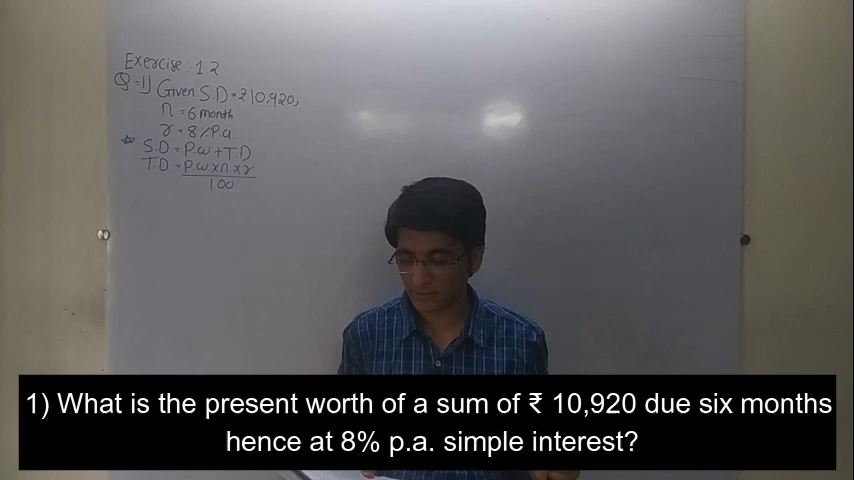 Exercise:- 1.2
Q=1] Given S.D = ₹10,920,
n = 6 month
r = 8% P.a.
S.D = P.w + T.D
T.D = P.w x n x r
100
1) What is the present worth of a sum of ₹ 10,920 due six months
hence at 8% p.a. simple interest?